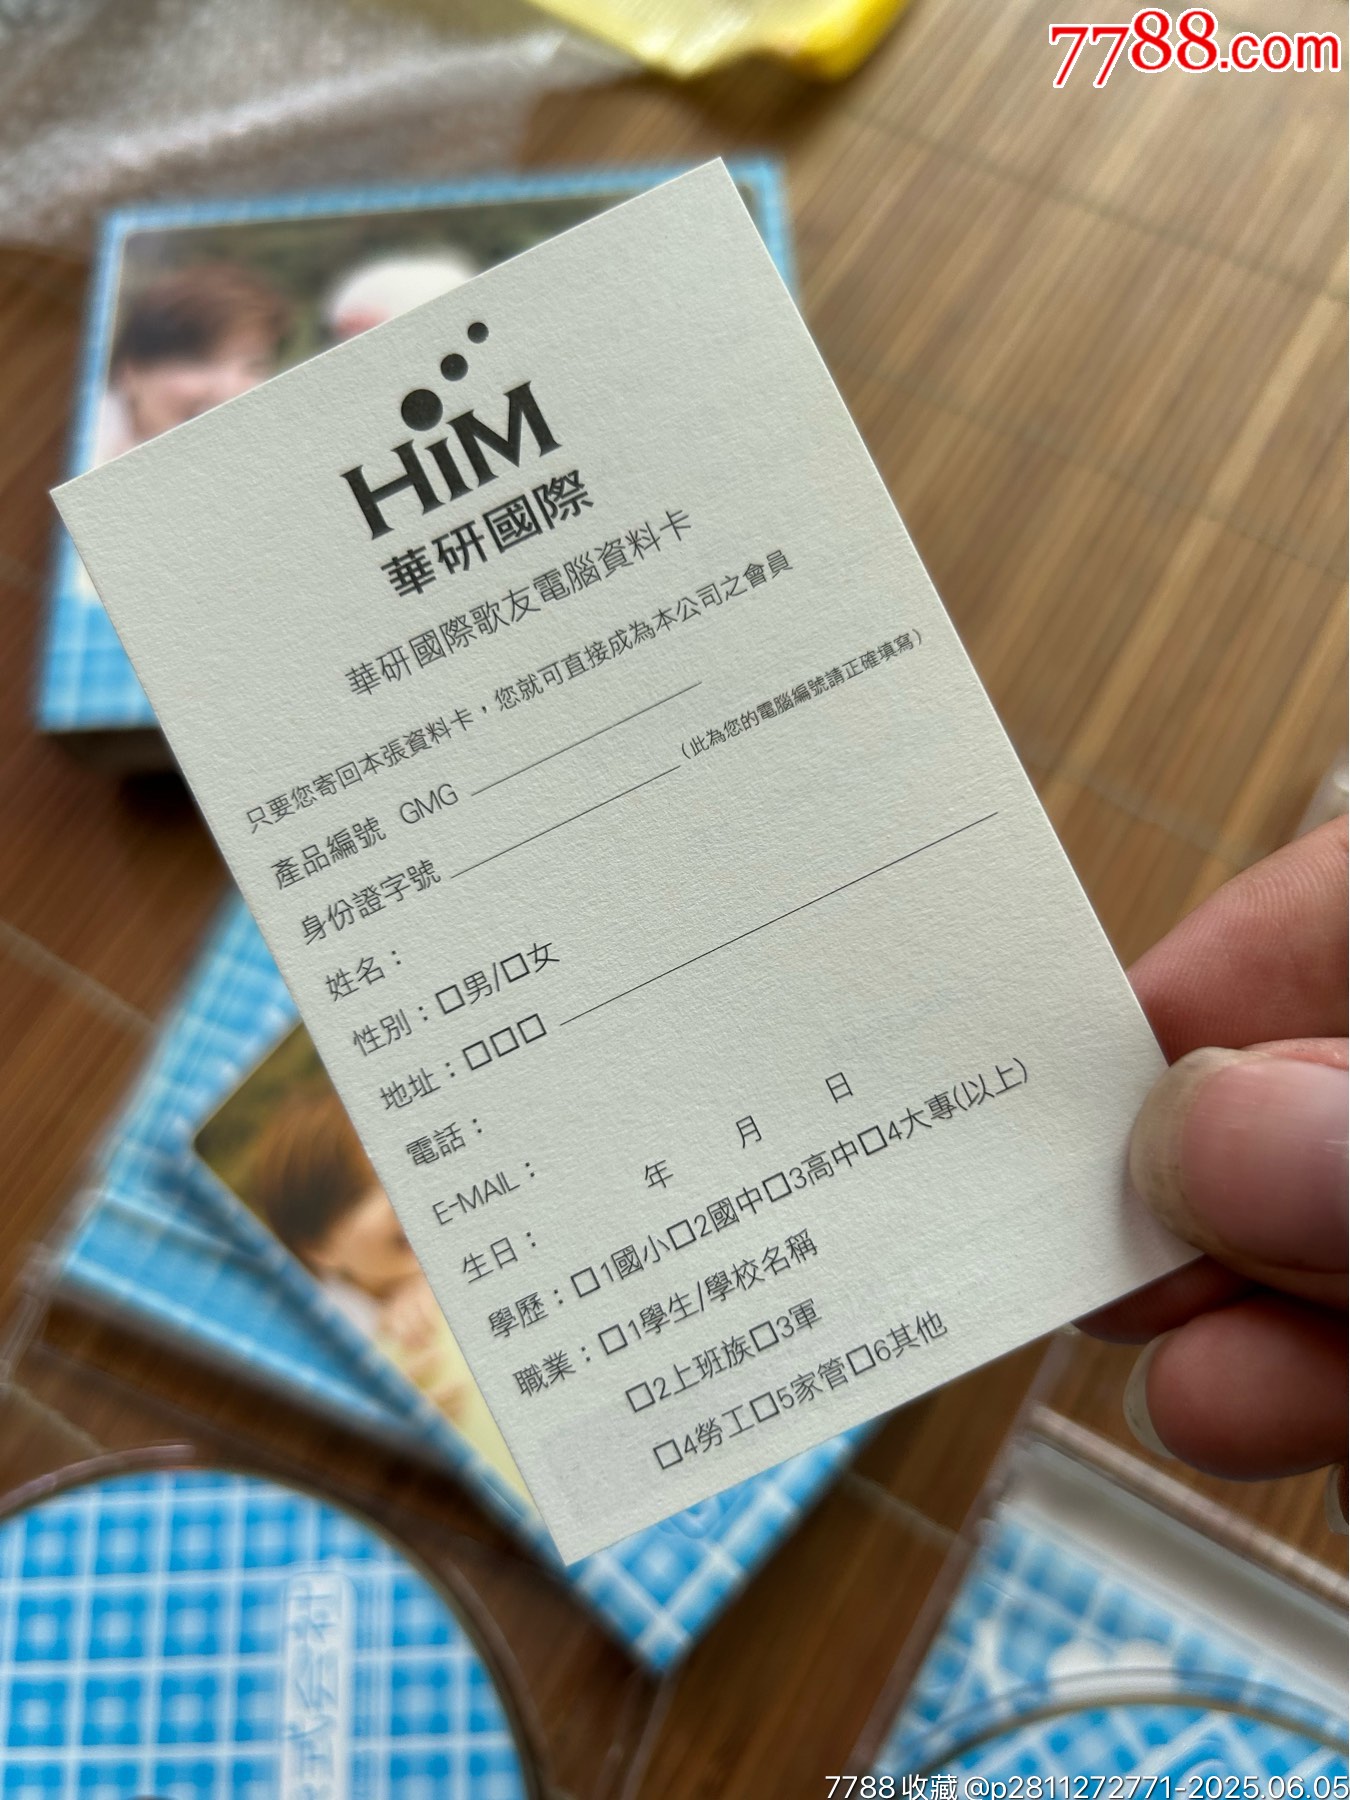 7788.com
HiM
華研國際
華研國際歌友電腦資料卡
只要您寄回本張資料卡，您就可直接成為本公司之會員
產品編號 GMG
身份證字號 (此為您的電腦編號請正確填寫)
姓名：
性別：□男/□女
地址：□□□
電話：
E-MAIL：
生日： 年 月 日
學歷：□1國小□2國中□3高中□4大專(以上)
職業：□1學生/學校名稱
□2上班族□3軍
□4勞工□5家管□6其他
7788收藏@p2811272771-2025.06.05